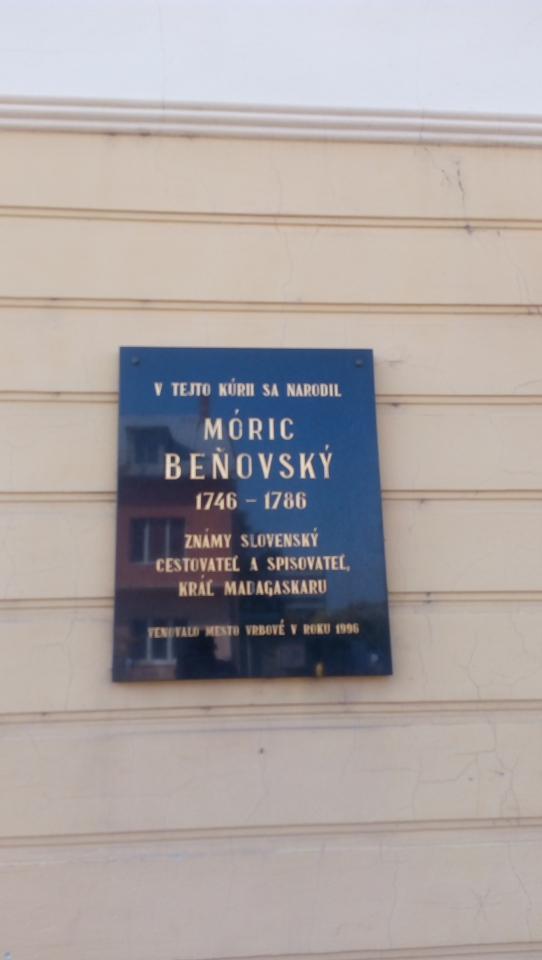 V TEJTO KÚRII SA NARODIL
MÓRIC
BEŇOVSKÝ
1746 – 1786
ZNÁMY SLOVENSKÝ
CESTOVATEĽ A SPISOVATEĽ,
KRÁĽ MADAGASKARU
VENOVALO MESTO VRBOVÉ V ROKU 1996